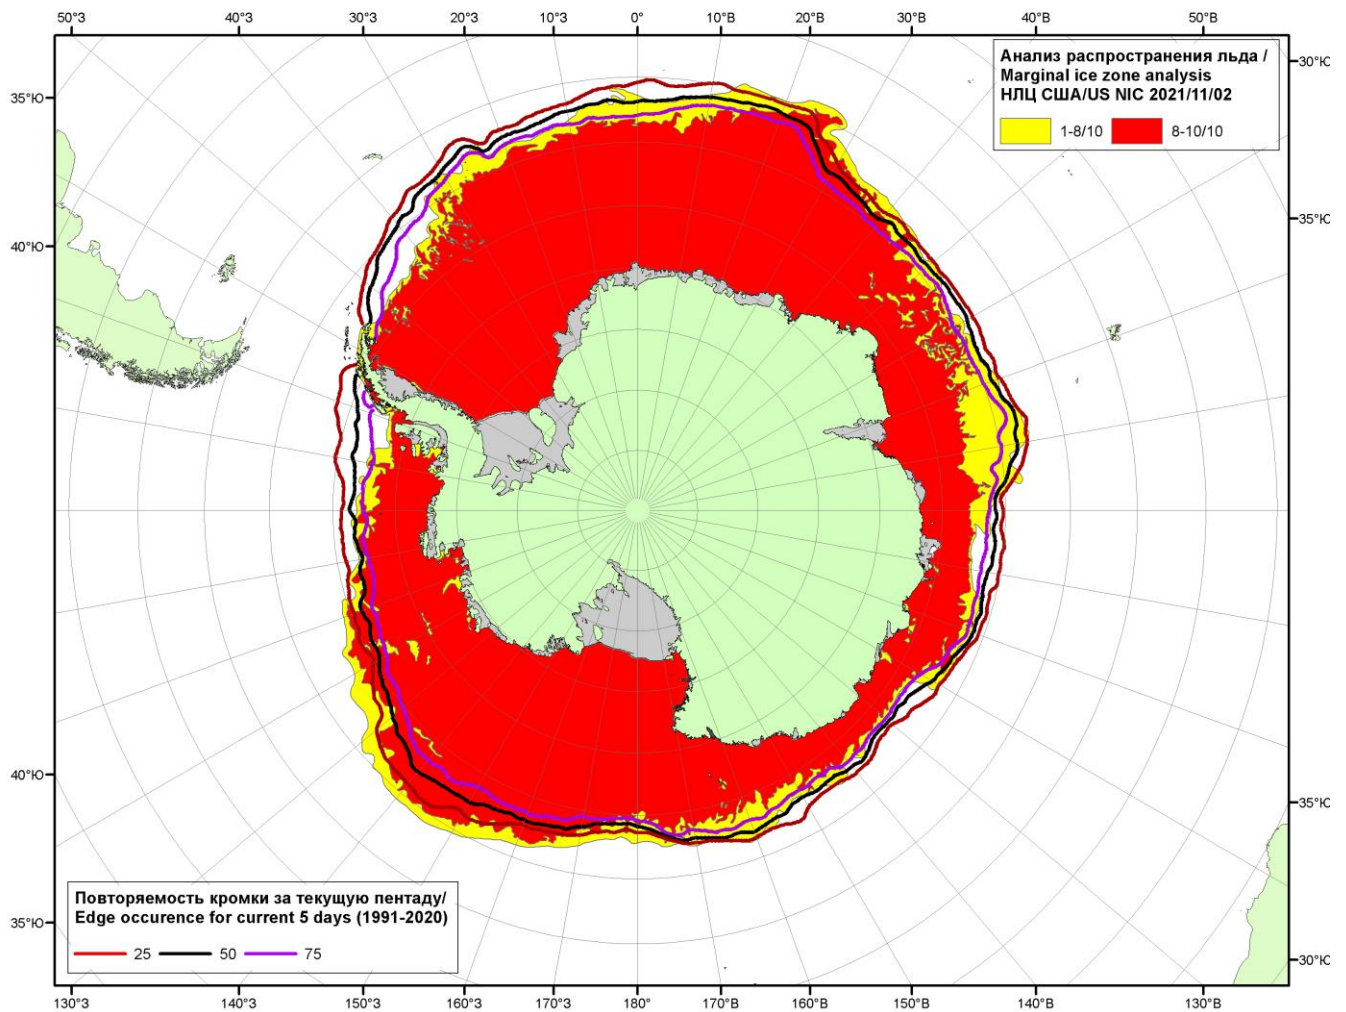 50°З 40°З 30°З 20°З 10°З 0° 10°В 20°В 30°В 40°В 50°В
Анализ распространения льда /
Marginal ice zone analysis
НЛЦ США/US NIC 2021/11/02
1-8/10 8-10/10
30°Ю
35°Ю
35°Ю
40°Ю
40°Ю
35°Ю
35°Ю
30°Ю
Повторяемость кромки за текущую пентаду/
Edge occurence for current 5 days (1991-2020)
25 50 75
130°З 140°З 150°З 160°З 170°З 180° 170°В 160°В 150°В 140°В 130°В